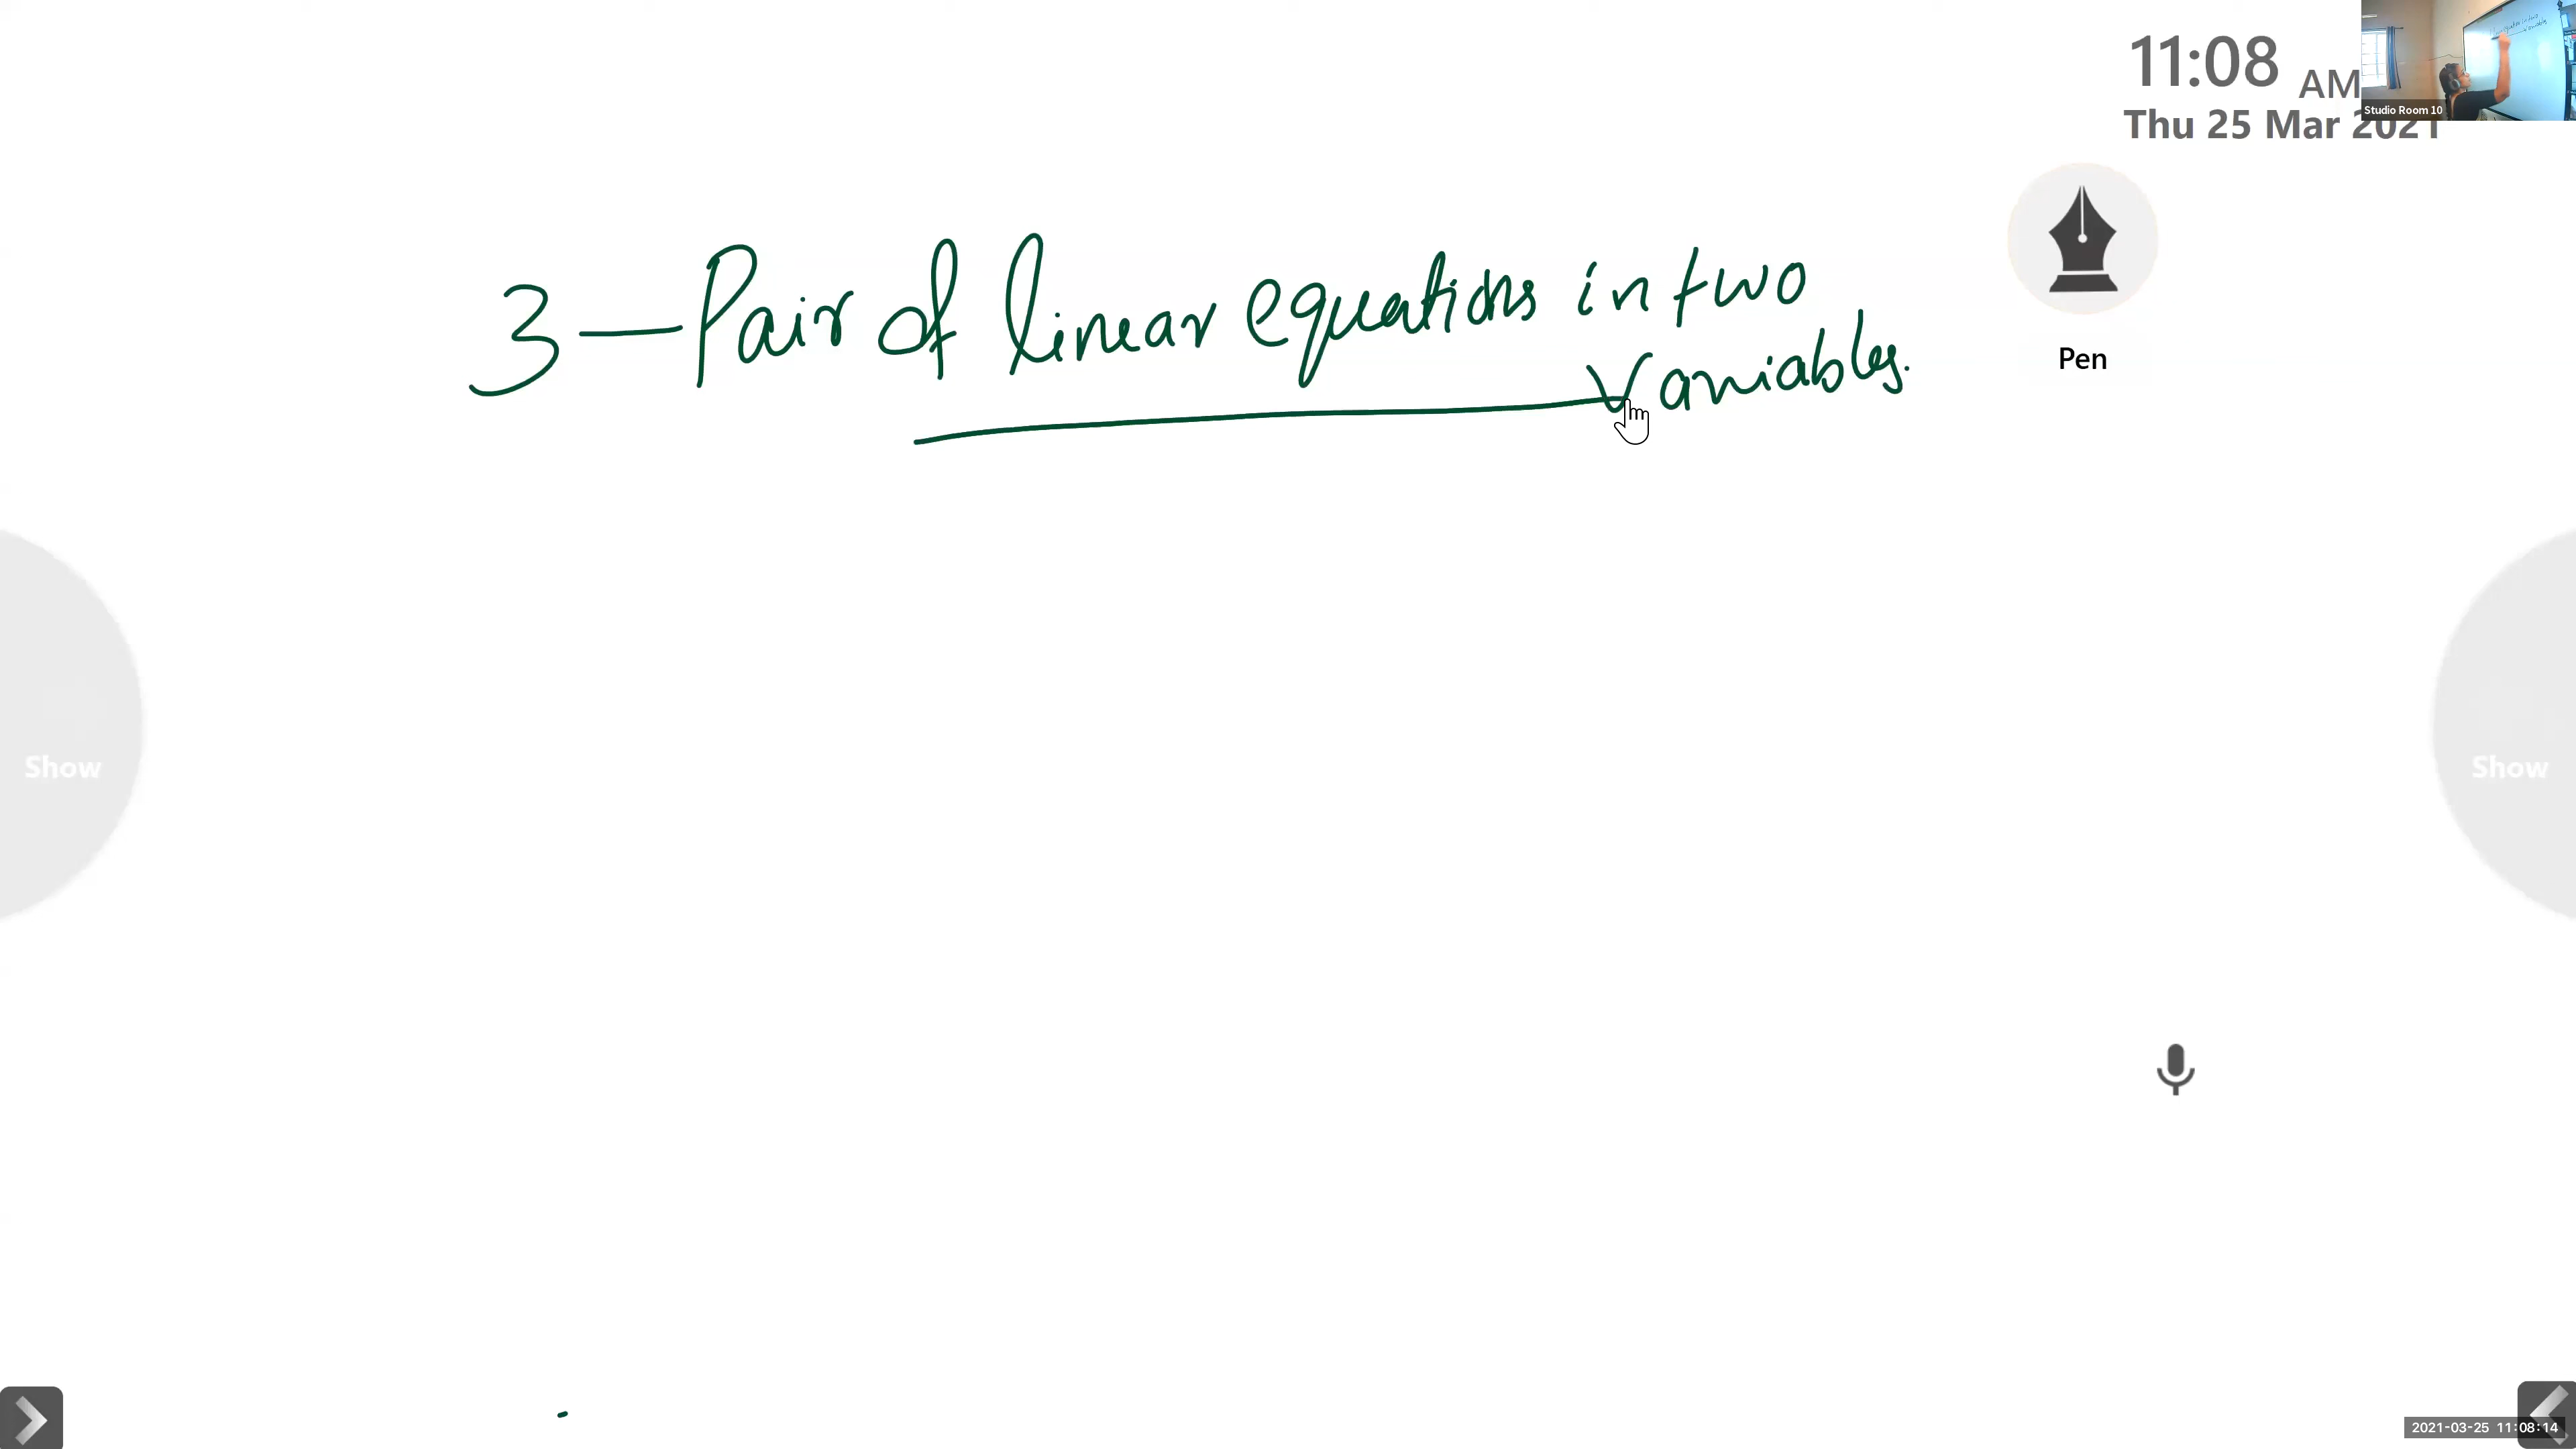 11:08 AM
Studio Room 10
Thu 25 Mar 2021
3—Pair of linear equations in two
variables.
Pen
Show
Show
2021-03-25 11:08:14